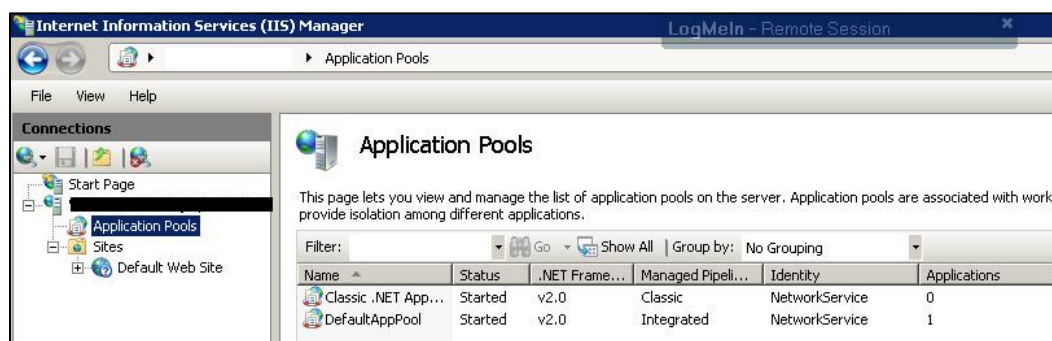 Internet Information Services (IIS) Manager
LogMeIn - Remote Session
Application Pools
File View Help
Connections
Start Page
Application Pools
Sites
Default Web Site
Application Pools
This page lets you view and manage the list of application pools on the server. Application pools are associated with work
provide isolation among different applications.
Filter: Go Show All Group by: No Grouping
Name Status .NET Frame... Managed Pipeli... Identity Applications
Classic .NET App... Started v2.0 Classic NetworkService 0
DefaultAppPool Started v2.0 Integrated NetworkService 1